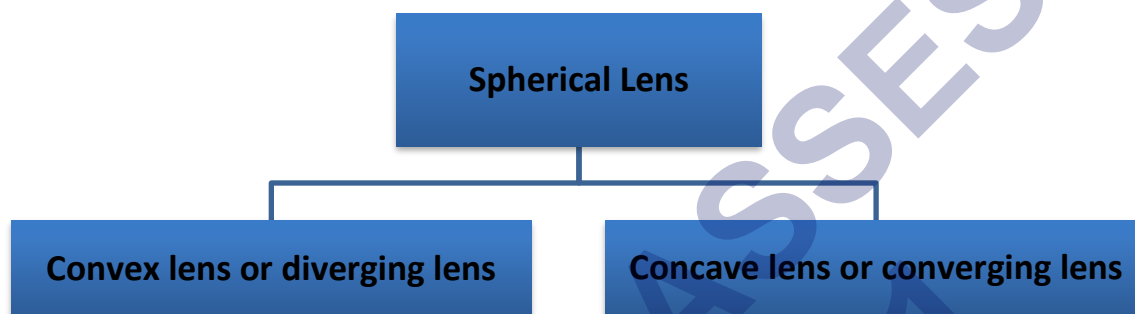 Spherical Lens
Convex lens or diverging lens
Concave lens or converging lens